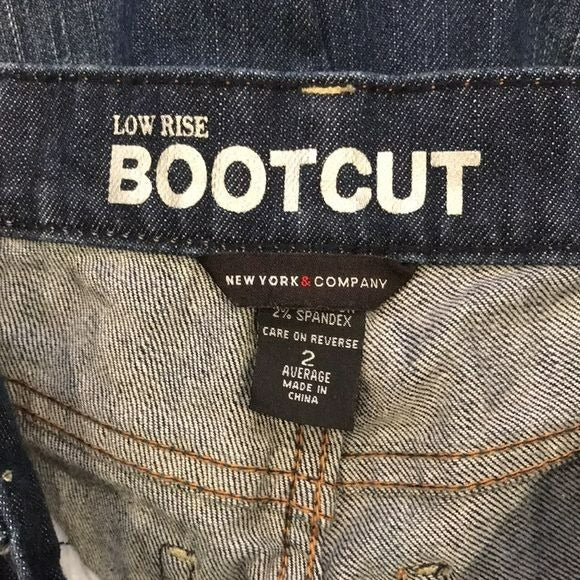 LOW RISE
BOOTCUT
NEW YORK & COMPANY
2% SPANDEX
CARE ON REVERSE
2
AVERAGE
MADE IN
CHINA